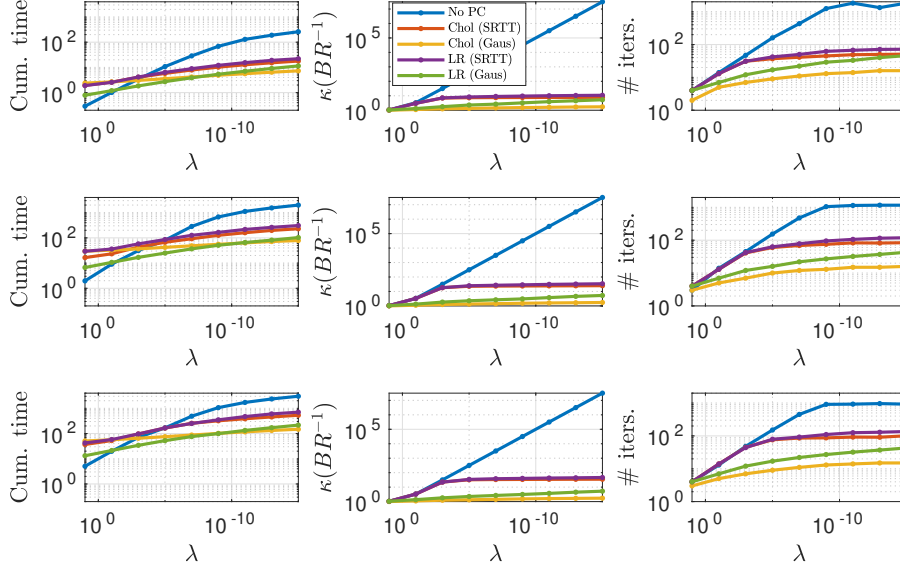 Cum. time
10^2
10^0
10^0
10^-10
λ
κ(BR^-1)
10^5
10^0
10^0
10^-10
λ
No PC
Chol (SRTT)
Chol (Gaus)
LR (SRTT)
LR (Gaus)
# iters.
10^2
10^0
10^0
10^-10
λ
Cum. time
10^2
10^0
10^0
10^-10
λ
κ(BR^-1)
10^5
10^0
10^0
10^-10
λ
# iters.
10^2
10^0
10^0
10^-10
λ
Cum. time
10^2
10^0
10^0
10^-10
λ
κ(BR^-1)
10^5
10^0
10^0
10^-10
λ
# iters.
10^2
10^0
10^0
10^-10
λ